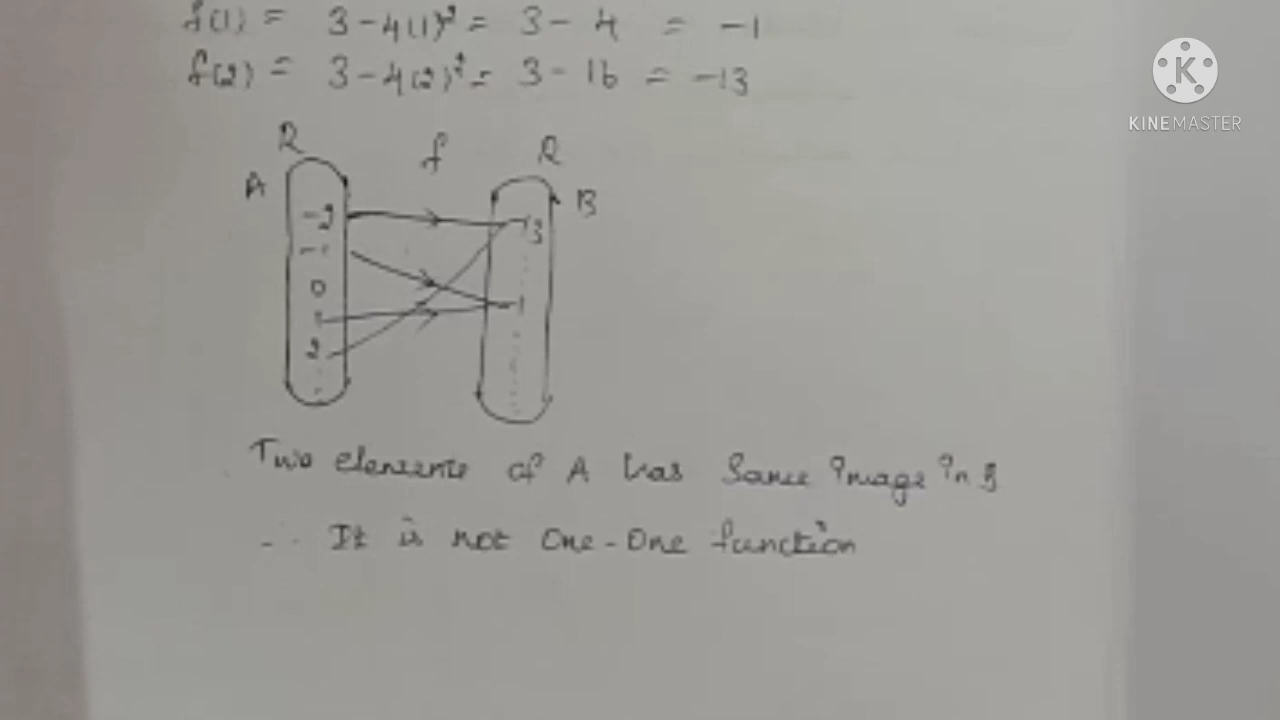 f(1) = 3 - 4(1)² = 3 - 4 = -1
f(2) = 3 - 4(2)² = 3 - 16 = -13
K
KINEMASTER
R f R
A B
-2 -13
-1
0
1 -1
2
Two elements of A has Same image in B
∴ It is not One-One function